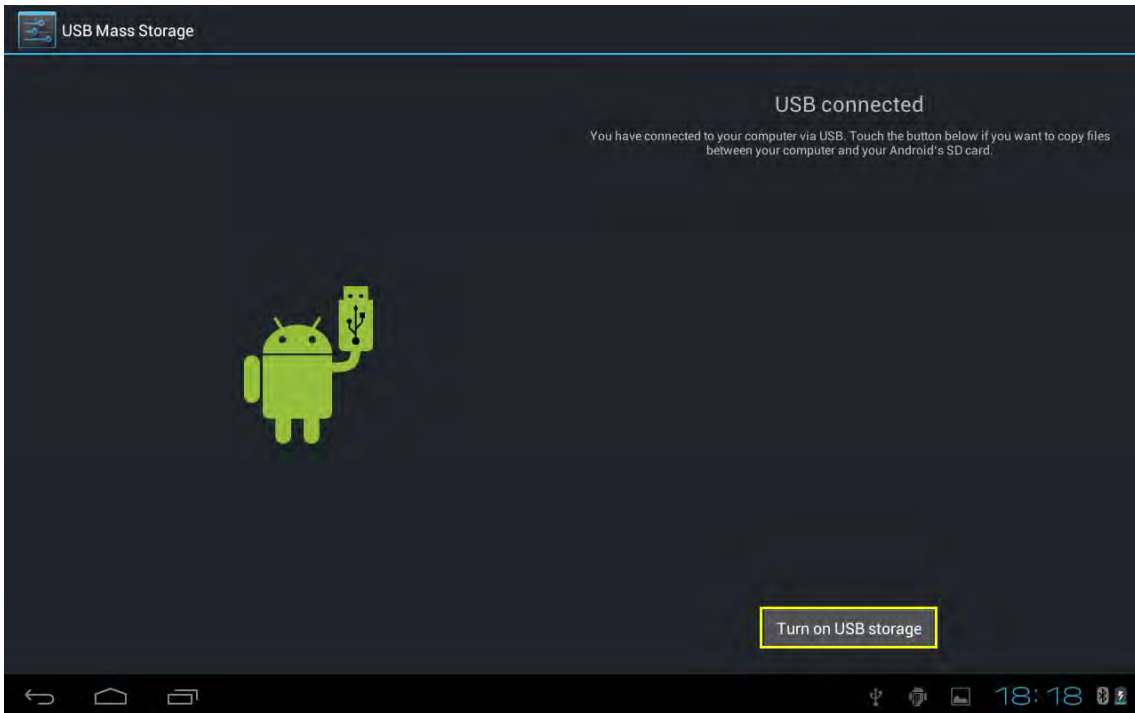 USB Mass Storage
USB connected
You have connected to your computer via USB. Touch the button below if you want to copy files
between your computer and your Android's SD card.
Turn on USB storage
18:18